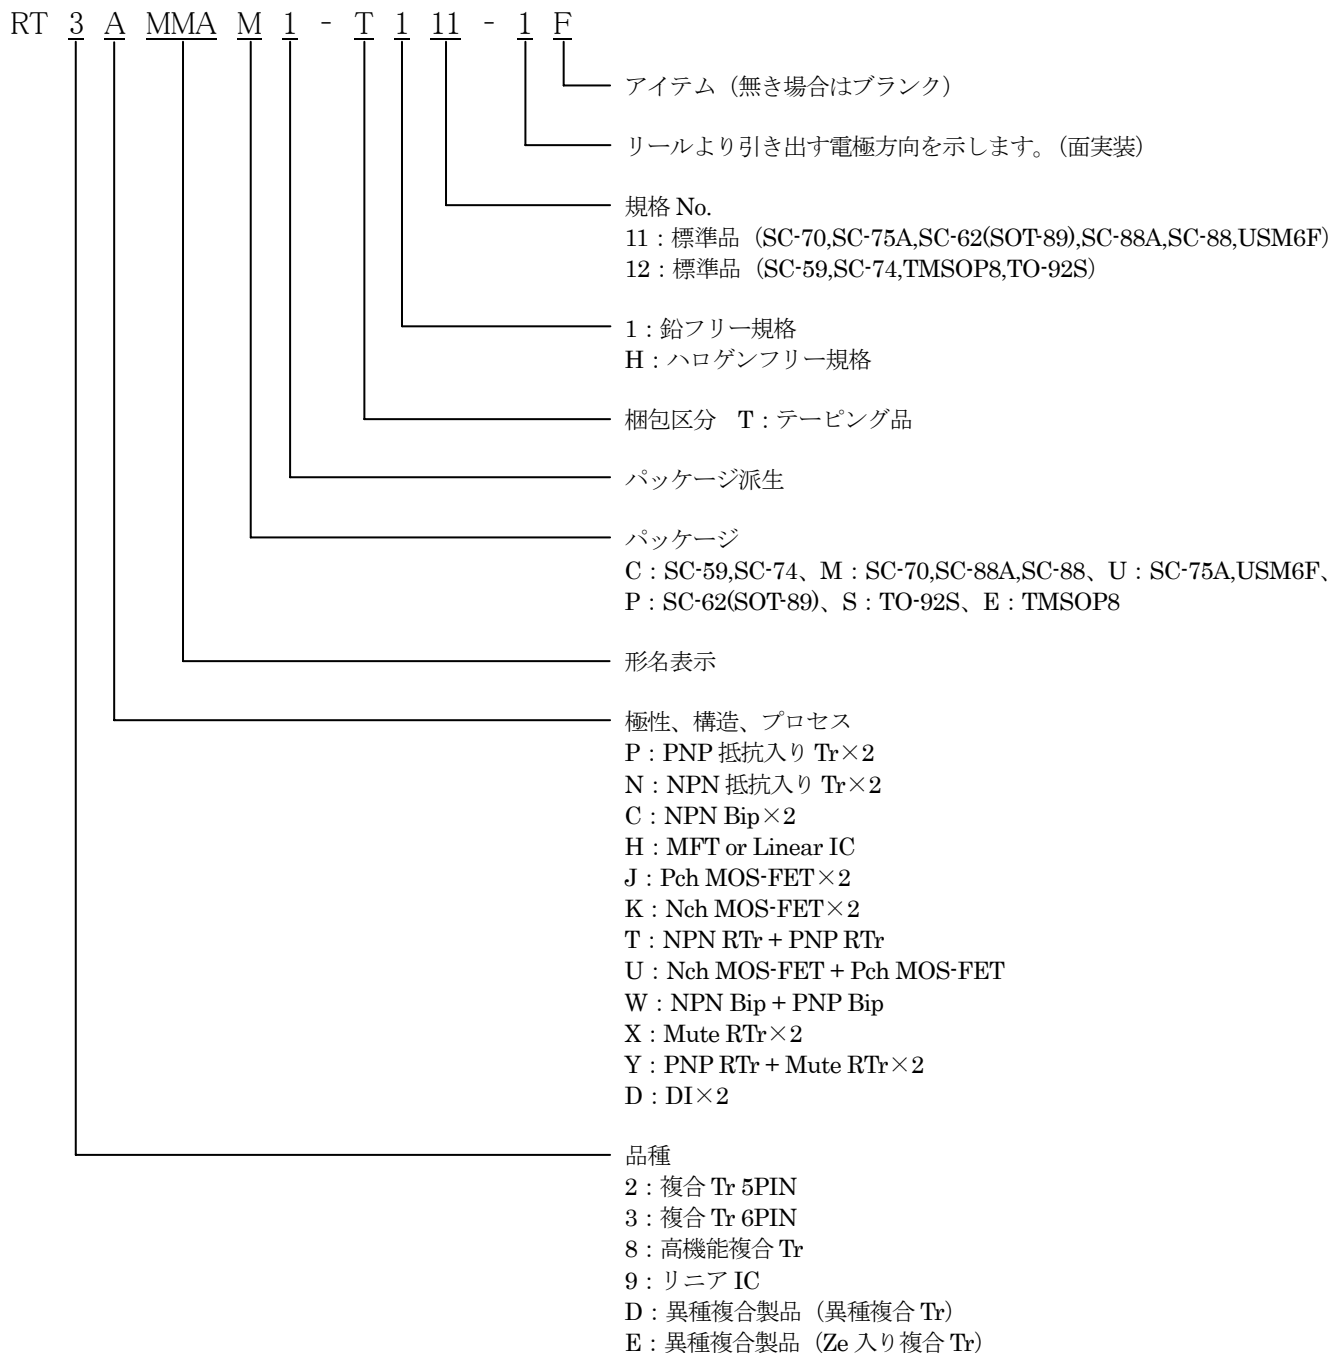 RT 3 A MMA M 1 - T 1 11 - 1 F
アイテム（無き場合はブランク）
リールより引き出す電極方向を示します。（面実装）
規格 No.
11：標準品（SC-70,SC-75A,SC-62(SOT-89),SC-88A,SC-88,USM6F）
12：標準品（SC-59,SC-74,TMSOP8,TO-92S）
1：鉛フリー規格
H：ハロゲンフリー規格
梱包区分　T：テーピング品
パッケージ派生
パッケージ
C：SC-59,SC-74、M：SC-70,SC-88A,SC-88、U：SC-75A,USM6F、
P：SC-62(SOT-89)、S：TO-92S、E：TMSOP8
形名表示
極性、構造、プロセス
P：PNP 抵抗入り Tr×2
N：NPN 抵抗入り Tr×2
C：NPN Bip×2
H：MFT or Linear IC
J：Pch MOS-FET×2
K：Nch MOS-FET×2
T：NPN RTr + PNP RTr
U：Nch MOS-FET + Pch MOS-FET
W：NPN Bip + PNP Bip
X：Mute RTr×2
Y：PNP RTr + Mute RTr×2
D：DI×2
品種
2：複合 Tr 5PIN
3：複合 Tr 6PIN
8：高機能複合 Tr
9：リニア IC
D：異種複合製品（異種複合 Tr）
E：異種複合製品（Ze 入り複合 Tr）